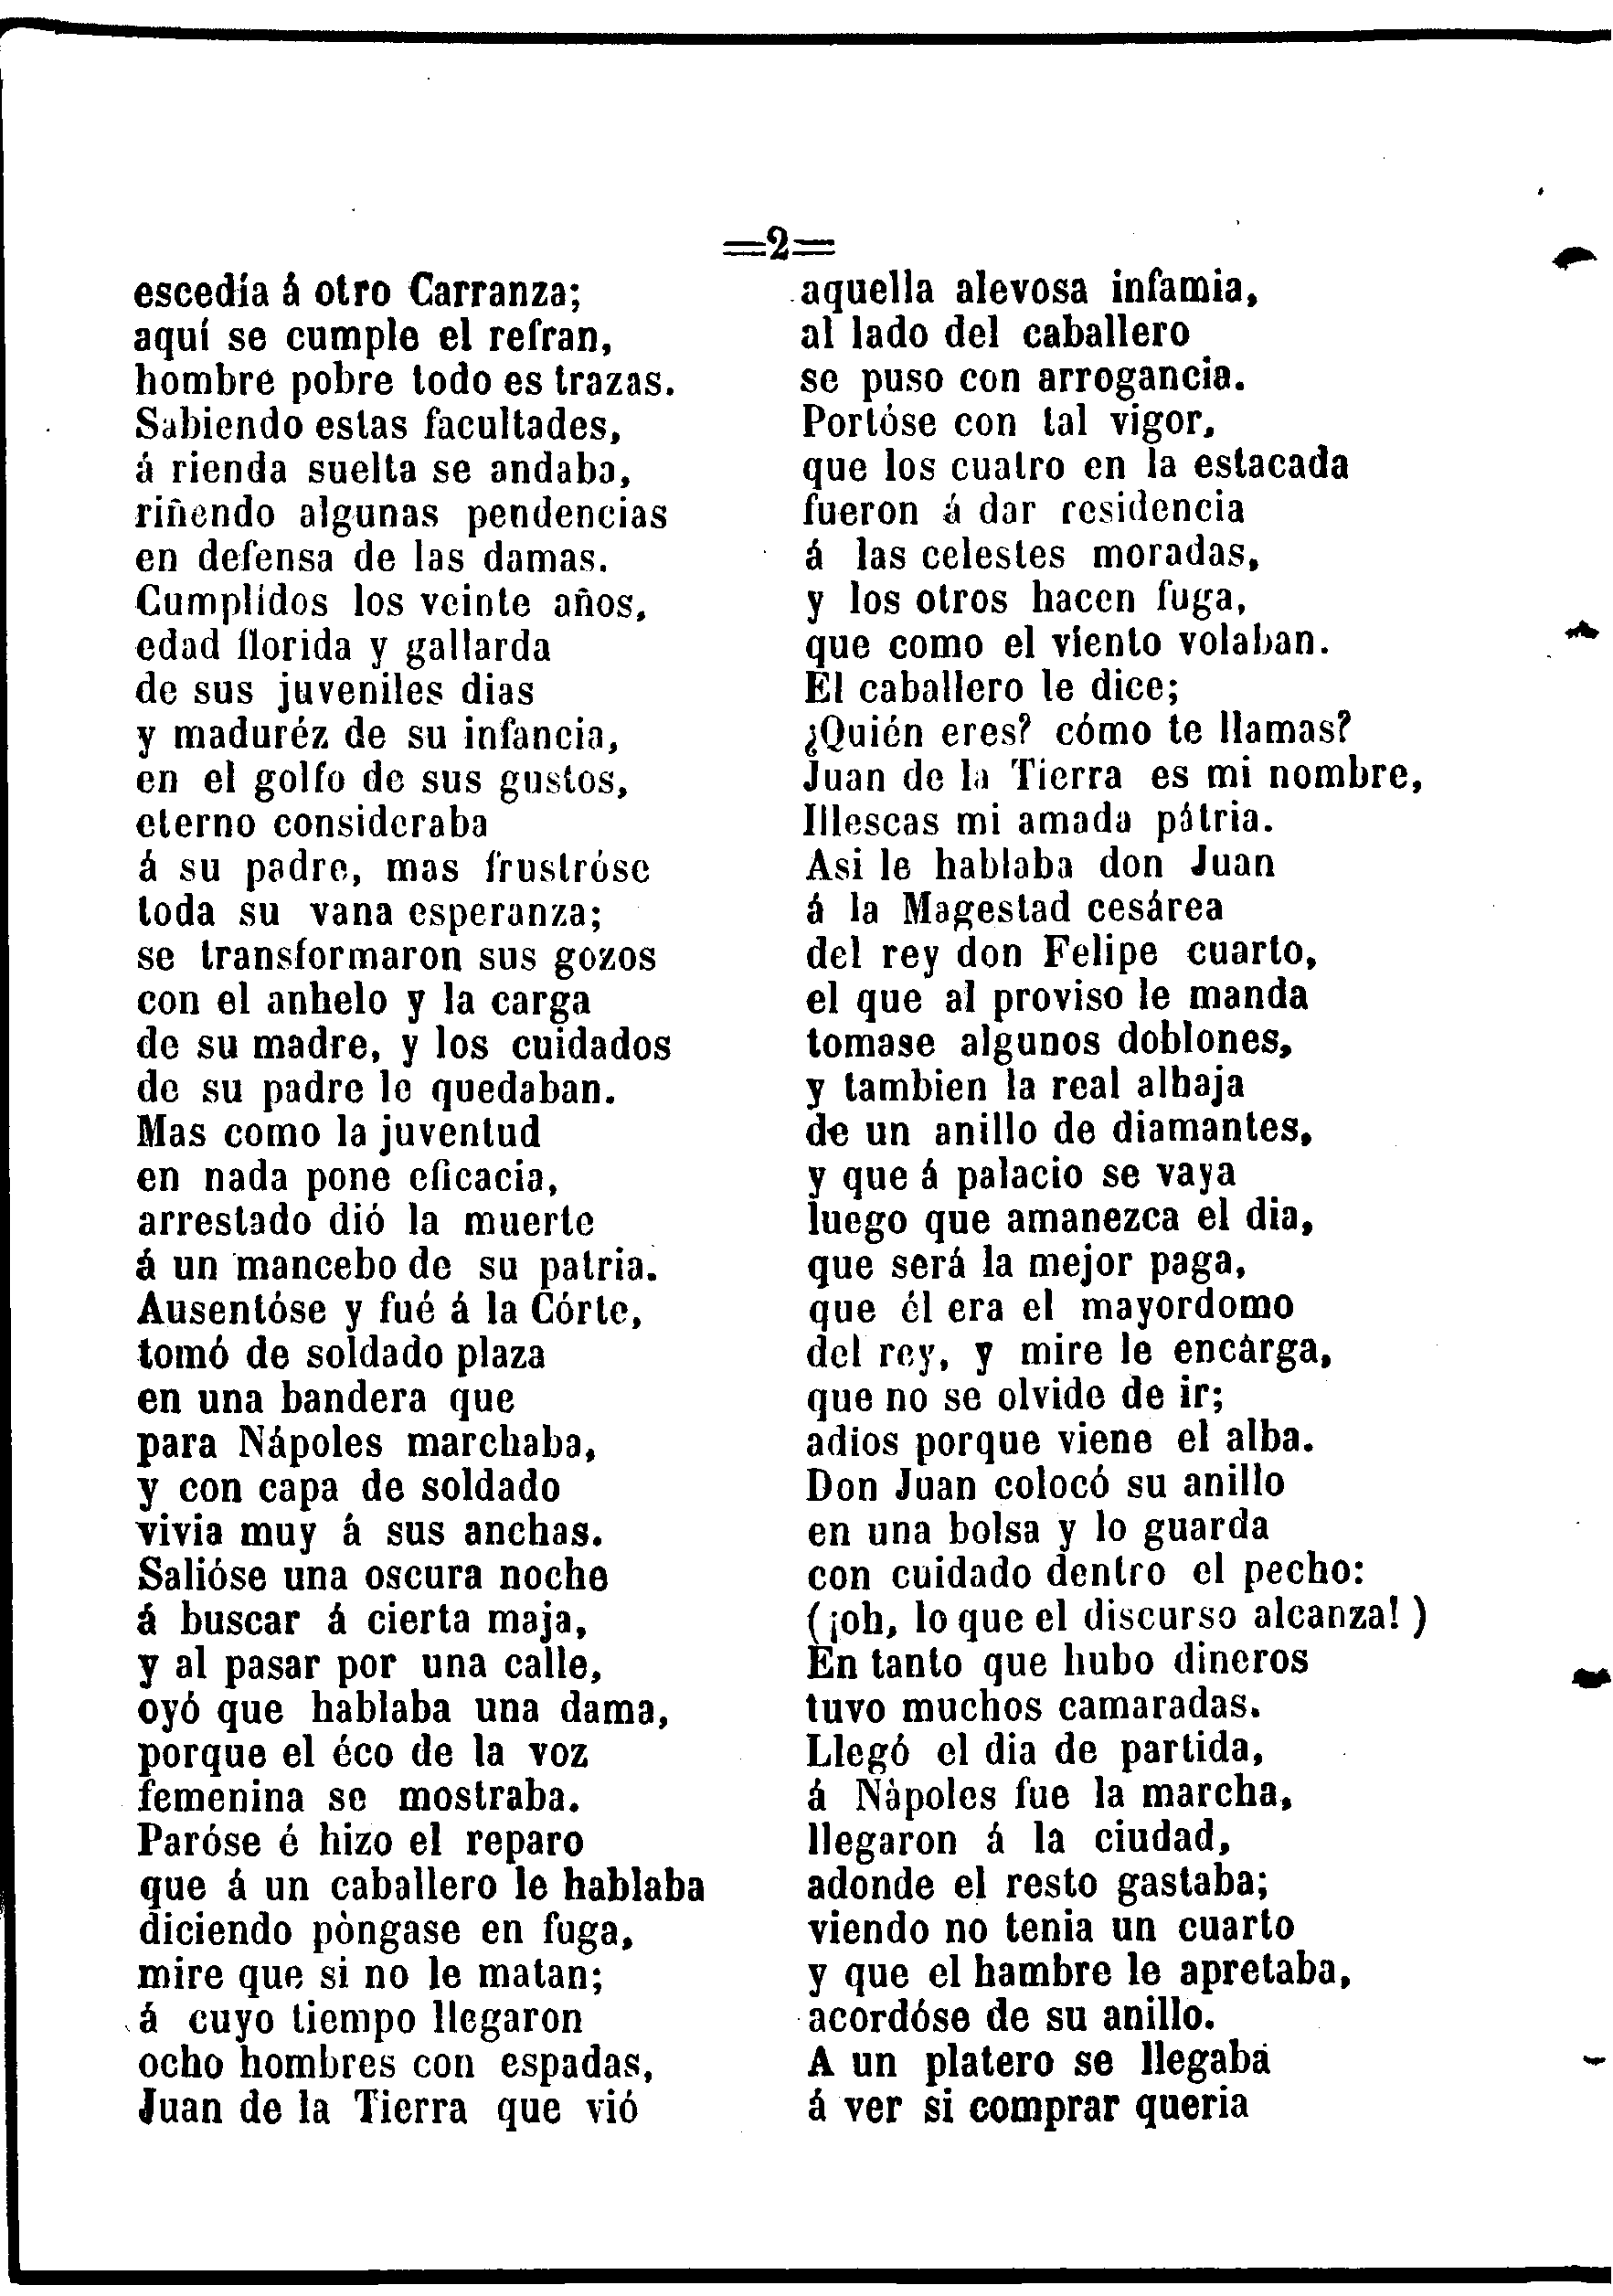 =2=
escedía á otro Carranza;
aquí se cumple el refran,
hombre pobre todo es trazas.
Sabiendo estas facultades,
á rienda suelta se andaba,
riñendo algunas pendencias
en defensa de las damas.
Cumplidos los veinte años,
edad florida y gallarda
de sus juveniles dias
y maduréz de su infancia,
en el golfo de sus gustos,
eterno consideraba
á su padre, mas frustróse
toda su vana esperanza;
se transformaron sus gozos
con el anhelo y la carga
de su madre, y los cuidados
de su padre le quedaban.
Mas como la juventud
en nada pone eficacia,
arrestado dió la muerte
á un mancebo de su patria.
Ausentóse y fué á la Córte,
tomó de soldado plaza
en una bandera que
para Nápoles marchaba,
y con capa de soldado
vivia muy á sus anchas.
Salióse una oscura noche
á buscar á cierta maja,
y al pasar por una calle,
oyó que hablaba una dama,
porque el éco de la voz
femenina se mostraba.
Paróse é hizo el reparo
que á un caballero le hablaba
diciendo pòngase en fuga,
mire que si no le matan;
á cuyo tiempo llegaron
ocho hombres con espadas,
Juan de la Tierra que vió
aquella alevosa infamia,
al lado del caballero
se puso con arrogancia.
Portóse con tal vigor,
que los cuatro en la estacada
fueron á dar residencia
á las celestes moradas,
y los otros hacen fuga,
que como el viento volaban.
El caballero le dice;
¿Quién eres? cómo te llamas?
Juan de la Tierra es mi nombre,
Illescas mi amada pátria.
Asi le hablaba don Juan
á la Magestad cesárea
del rey don Felipe cuarto,
el que al proviso le manda
tomase algunos doblones,
y tambien la real alhaja
de un anillo de diamantes,
y que á palacio se vaya
luego que amanezca el dia,
que será la mejor paga,
que él era el mayordomo
del rey, y mire le encàrga,
que no se olvide de ir;
adios porque viene el alba.
Don Juan colocó su anillo
en una bolsa y lo guarda
con cuidado dentro el pecho:
(¡oh, lo que el discurso alcanza!)
En tanto que hubo dineros
tuvo muchos camaradas.
Llegó el dia de partida,
á Nàpoles fue la marcha,
llegaron á la ciudad,
adonde el resto gastaba;
viendo no tenia un cuarto
y que el hambre le apretaba,
acordóse de su anillo.
A un platero se llegaba
á ver si comprar queria